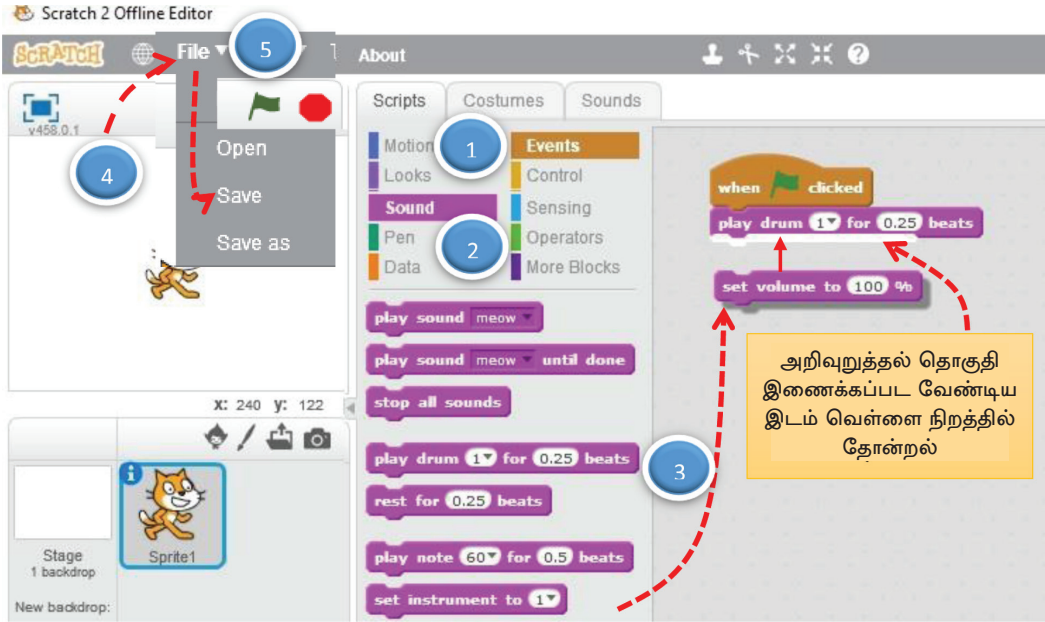 Scratch 2 Offline Editor
SCRATCH File▼ 5 T About
v458.0.1
4
Open
Save
Save as
x: 240 y: 122
i
Stage
1 backdrop
Sprite1
New backdrop:
Scripts Costumes Sounds
Motion 1 Events
Looks Control
Sound Sensing
Pen 2 Operators
Data More Blocks
play sound meow
play sound meow until done
stop all sounds
play drum 1 for 0.25 beats
rest for 0.25 beats
play note 60 for 0.5 beats
set instrument to 1
3
when clicked
play drum 1 for 0.25 beats
set volume to 100 %
அறிவுறுத்தல் தொகுதி
இணைக்கப்பட வேண்டிய
இடம் வெள்ளை நிறத்தில்
தோன்றல்